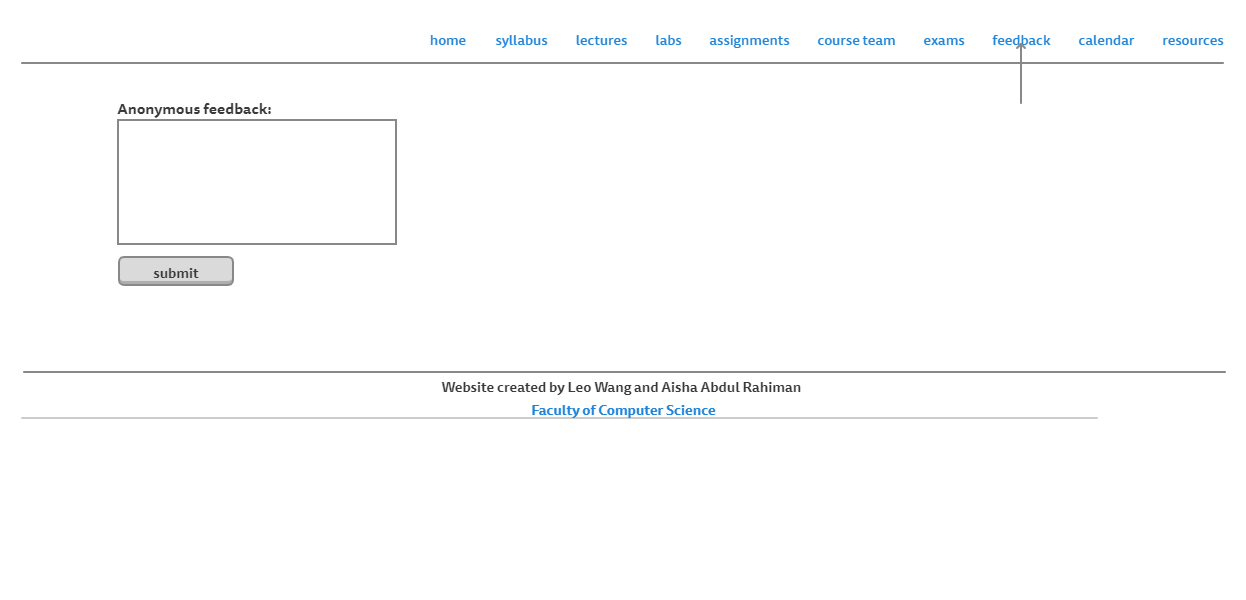 home syllabus lectures labs assignments course team exams feedback calendar resources
Anonymous feedback:
submit
Website created by Leo Wang and Aisha Abdul Rahiman
Faculty of Computer Science